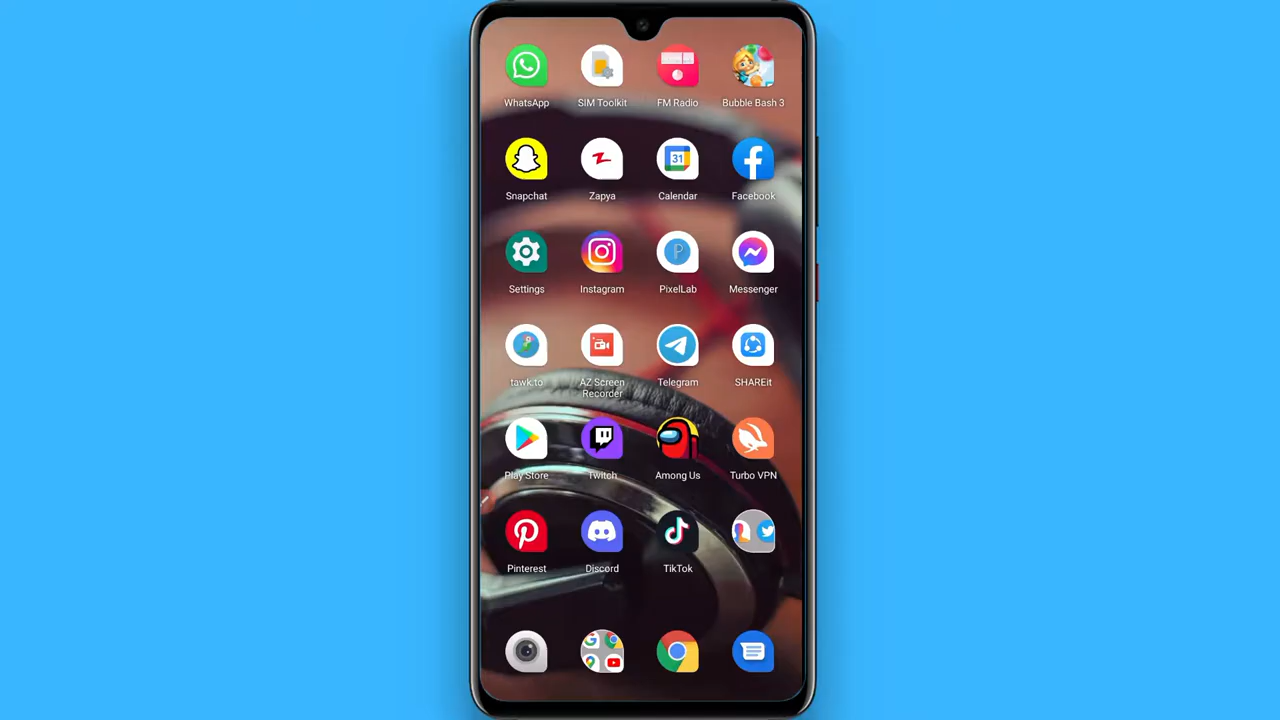 WhatsApp
SIM Toolkit
FM Radio
Bubble Bash 3
Snapchat
Zapya
31
Calendar
Facebook
Settings
Instagram
P
PixelLab
Messenger
tawk.to
AZ Screen
Recorder
Telegram
SHAREit
Play Store
Twitch
Among Us
Turbo VPN
Pinterest
Discord
TikTok